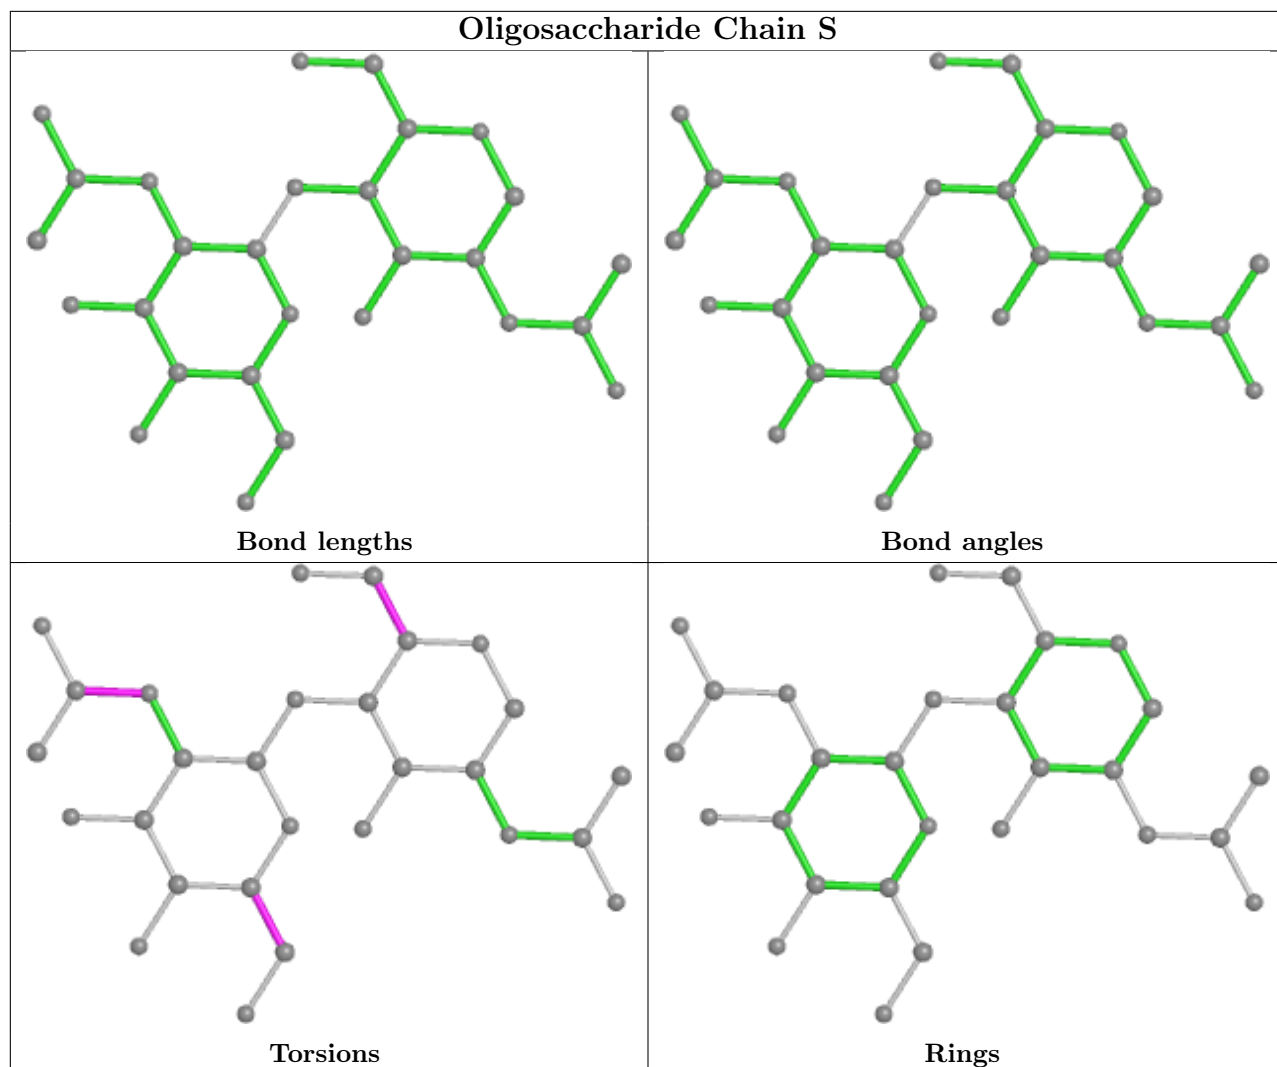 Oligosaccharide Chain S
Bond lengths
Bond angles
Torsions
Rings